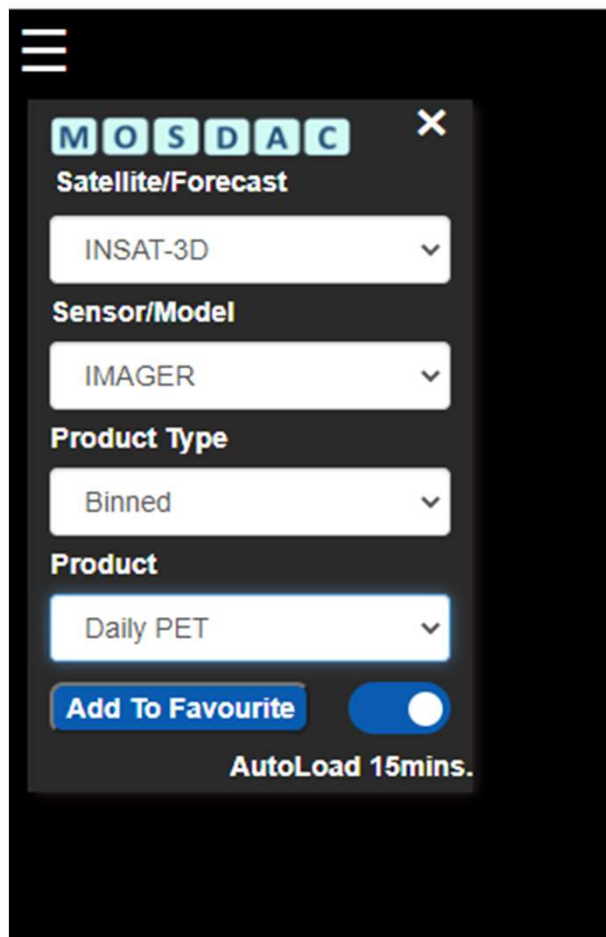 MOSDAC
Satellite/Forecast
INSAT-3D
Sensor/Model
IMAGER
Product Type
Binned
Product
Daily PET
Add To Favourite
AutoLoad 15mins.